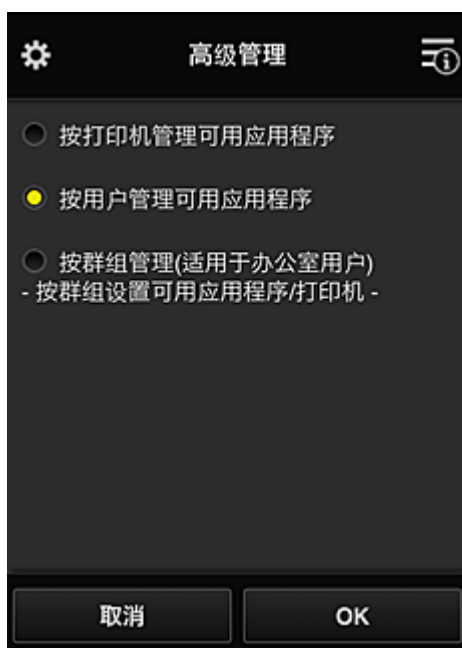 高级管理
按打印机管理可用应用程序
按用户管理可用应用程序
按群组管理(适用于办公室用户)
- 按群组设置可用应用程序/打印机 -
取消
OK